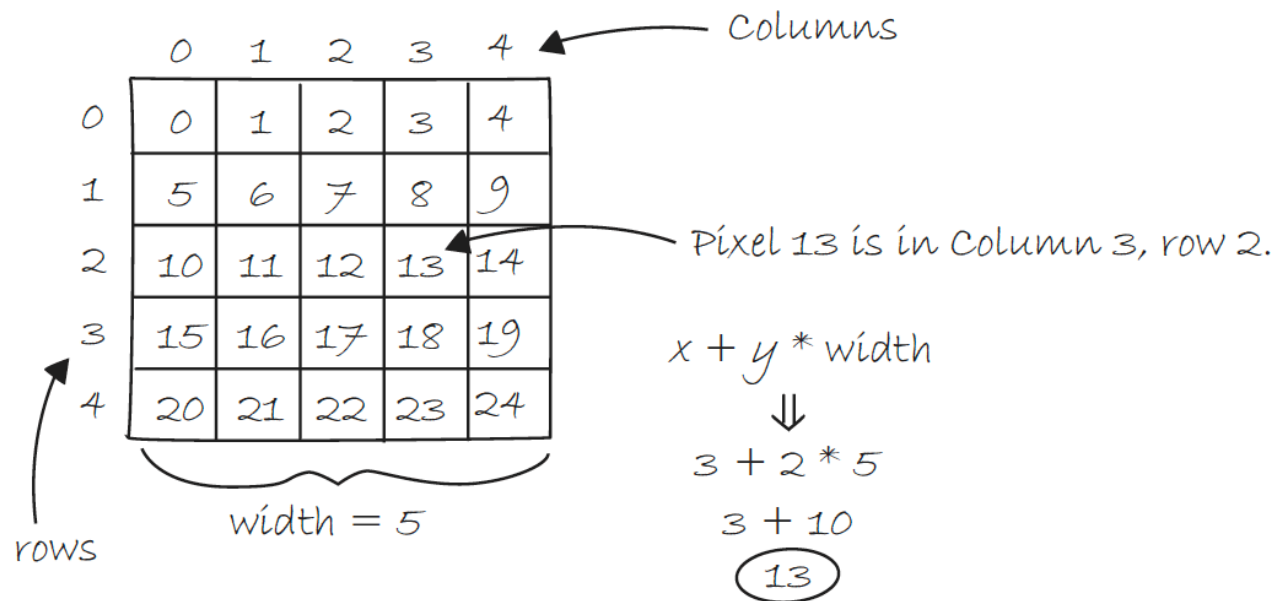 Columns
0 1 2 3 4
0 0 1 2 3 4
1 5 6 7 8 9
2 10 11 12 13 14
Pixel 13 is in Column 3, row 2.
3 15 16 17 18 19
x + y * width
4 20 21 22 23 24
⇓
3 + 2 * 5
width = 5
3 + 10
rows
13